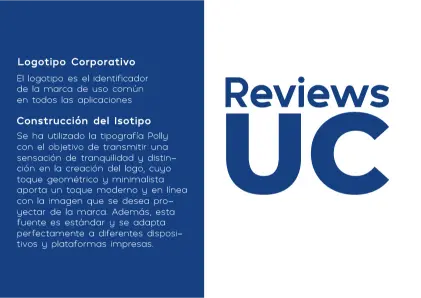 Logotipo Corporativo
El logotipo es el identificador
de la marca de uso común
en todos las aplicaciones
Construcción del Isotipo
Se ha utilizado la tipografía Polly
con el objetivo de transmitir una
sensación de tranquilidad y distin-
ción en la creación del logo, cuyo
toque geométrico y minimalista
aporta un toque moderno y en línea
con la imagen que se desea pro-
yectar de la marca. Además, esta
fuente es estándar y se adapta
perfectamente a diferentes disposi-
tivos y plataformas impresas.
Reviews
UC